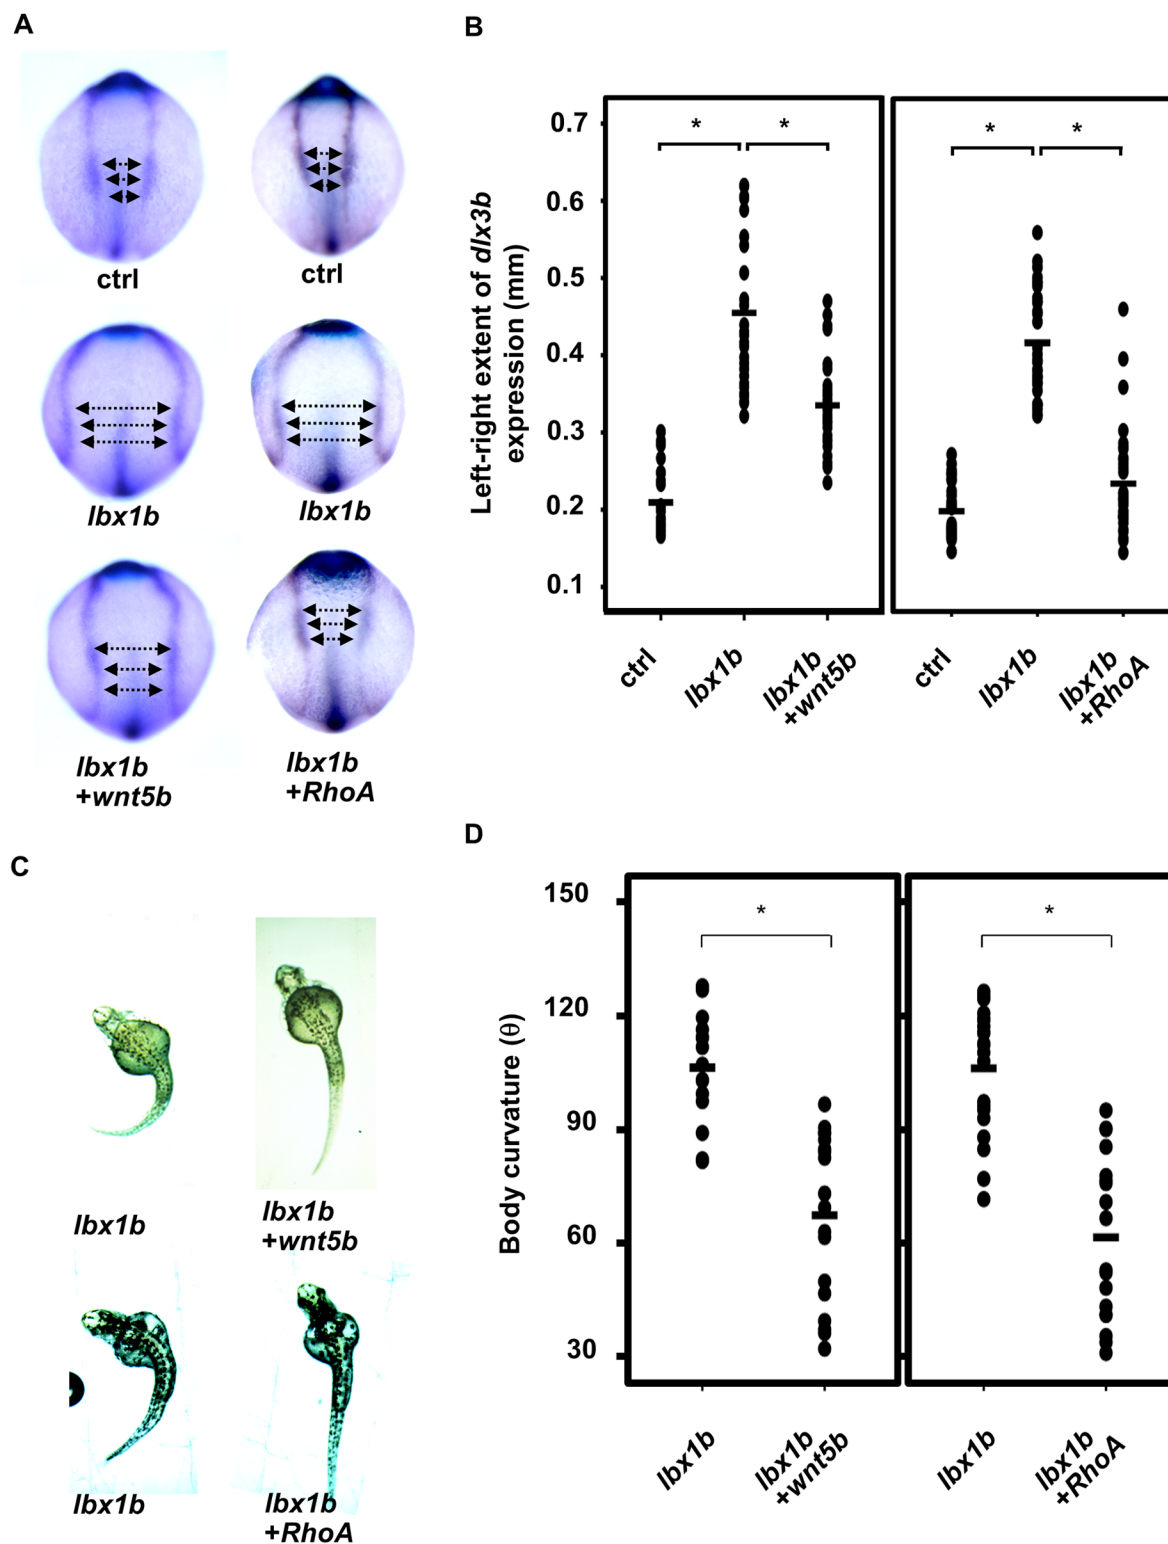 A
ctrl
ctrl
lbx1b
lbx1b
lbx1b
+wnt5b
lbx1b
+RhoA
B
Left-right extent of dlx3b
expression (mm)
0.7
0.6
0.5
0.4
0.3
0.2
0.1
*
*
*
*
ctrl
lbx1b
lbx1b
+wnt5b
ctrl
lbx1b
lbx1b
+RhoA
C
lbx1b
lbx1b
+wnt5b
lbx1b
lbx1b
+RhoA
D
Body curvature (θ)
150
120
90
60
30
*
*
lbx1b
lbx1b
+wnt5b
lbx1b
lbx1b
+RhoA